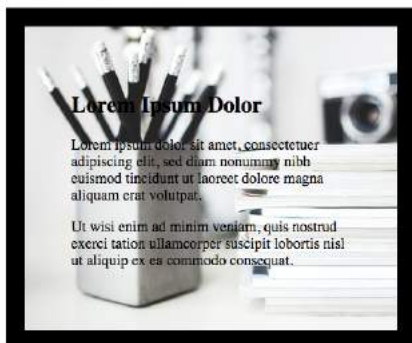 Lorem Ipsum Dolor
Lorem ipsum dolor sit amet, consectetuer
adipiscing elit, sed diam nonummy nibh
euismod tincidunt ut laoreet dolore magna
aliquam erat volutpat.
Ut wisi enim ad minim veniam, quis nostrud
exerci tation ullamcorper suscipit lobortis nisl
ut aliquip ex ea commodo consequat.